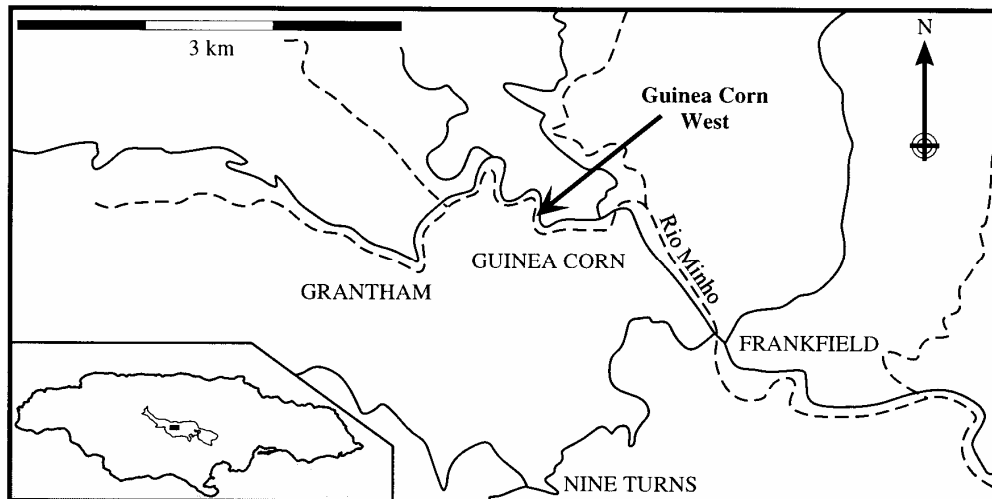 3 km
N
Guinea Corn
West
Rio Minho
GUINEA CORN
GRANTHAM
FRANKFIELD
NINE TURNS